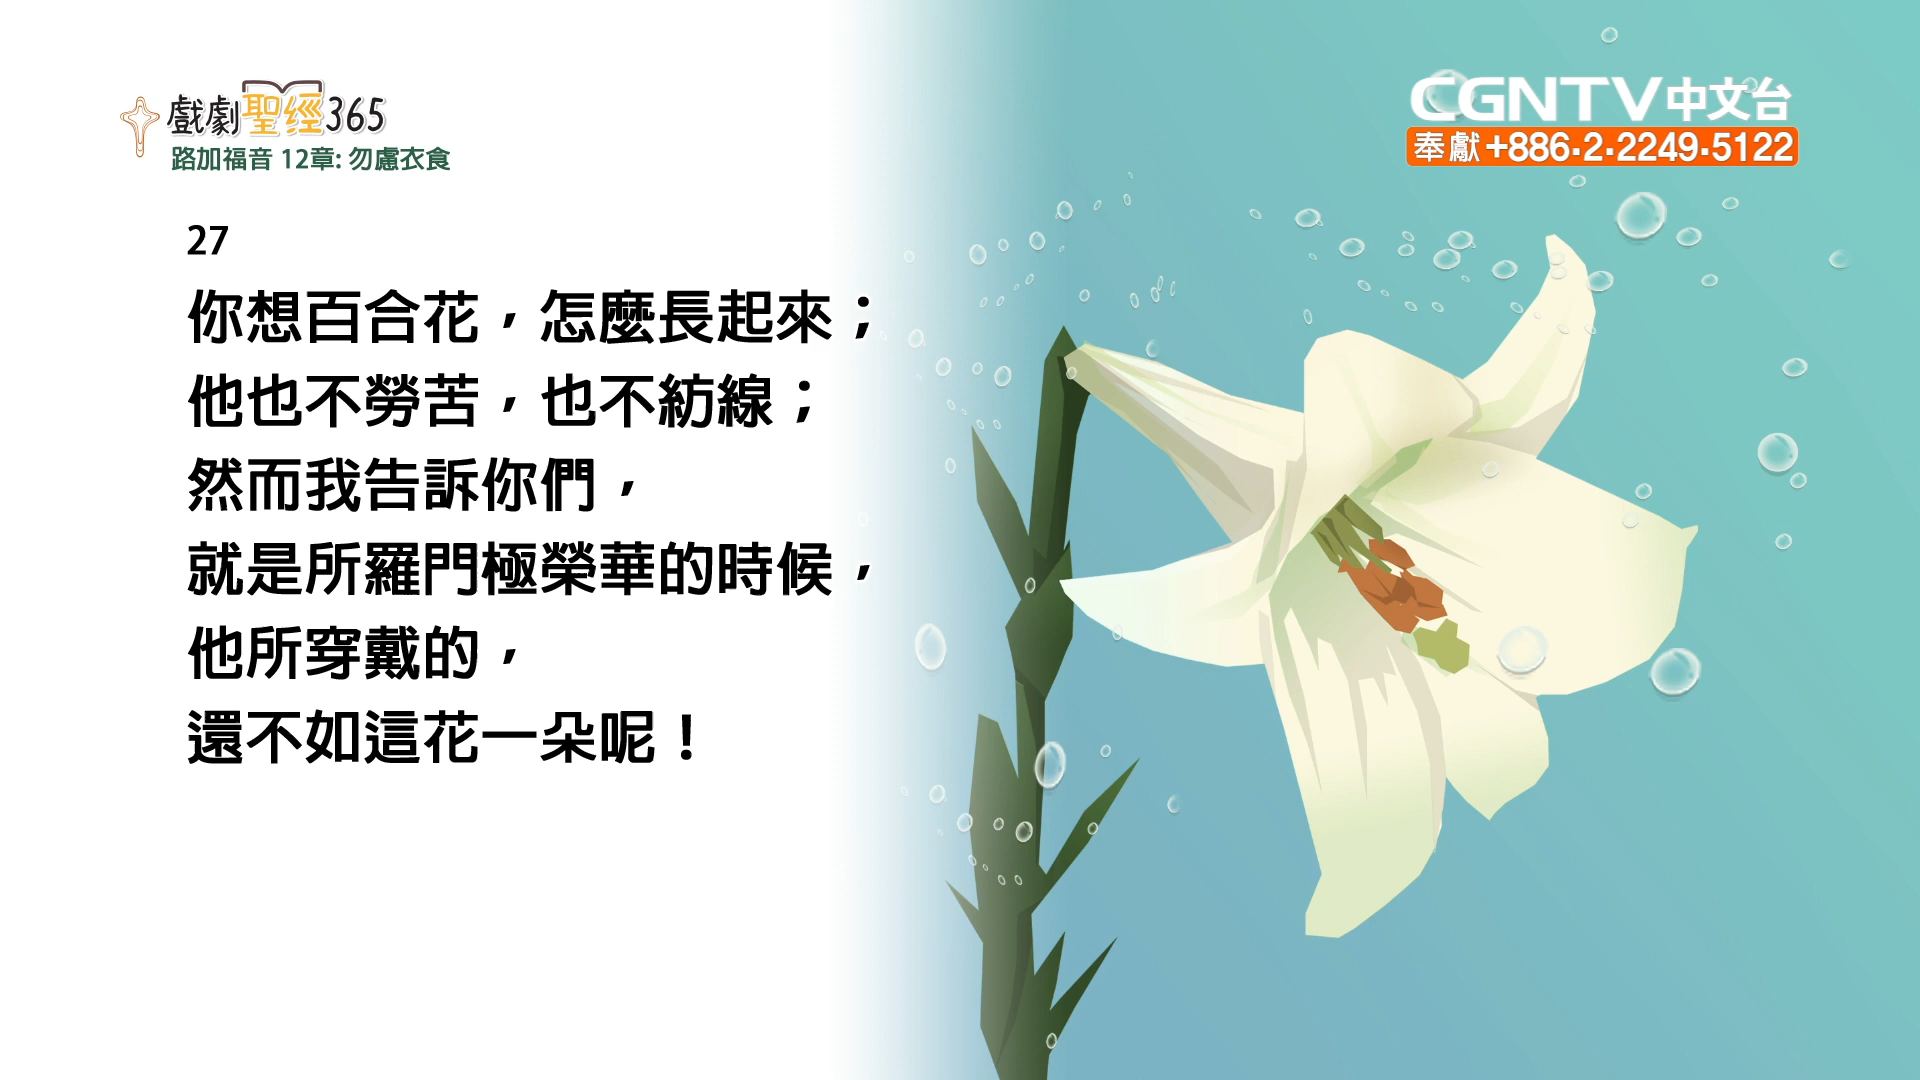 戲劇聖經365
路加福音 12章: 勿慮衣食
CGNTV中文台
奉獻 +886·2·2249·5122
27
你想百合花，怎麼長起來；
他也不勞苦，也不紡線；
然而我告訴你們，
就是所羅門極榮華的時候，
他所穿戴的，
還不如這花一朵呢！